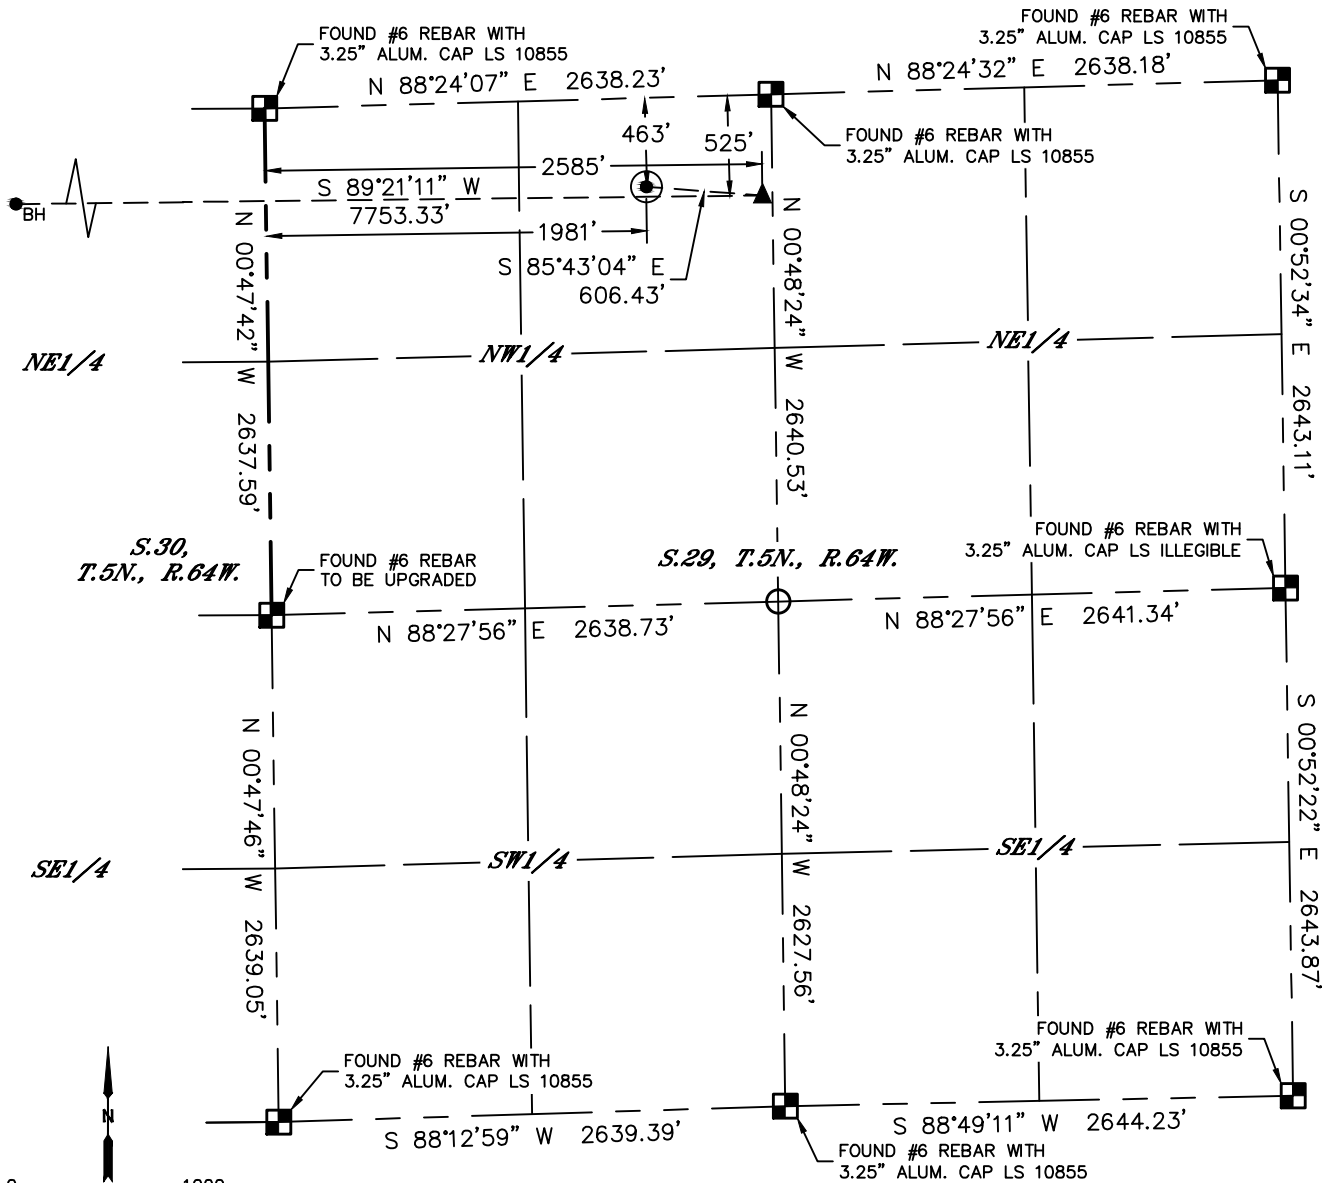 FOUND #6 REBAR WITH
3.25" ALUM. CAP LS 10855
FOUND #6 REBAR WITH
3.25" ALUM. CAP LS 10855
N 88°24'07" E 2638.23'
N 88°24'32" E 2638.18'
FOUND #6 REBAR WITH
3.25" ALUM. CAP LS 10855
463'
525'
2585'
S 89°21'11" W
7753.33'
BH
1981'
S 85°43'04" E
606.43'
N 00°47'42" W 2637.59'
N 00°48'24" W 2640.53'
S 00°52'34" E 2643.11'
NE1/4
NW1/4
NE1/4
S.30,
T.5N., R.64W.
FOUND #6 REBAR
TO BE UPGRADED
S.29, T.5N., R.64W.
FOUND #6 REBAR WITH
3.25" ALUM. CAP LS ILLEGIBLE
N 88°27'56" E 2638.73'
N 88°27'56" E 2641.34'
N 00°47'46" W 2639.05'
N 00°48'24" W 2627.56'
S 00°52'22" E 2643.87'
SE1/4
SW1/4
SE1/4
FOUND #6 REBAR WITH
3.25" ALUM. CAP LS 10855
FOUND #6 REBAR WITH
3.25" ALUM. CAP LS 10855
N
S 88°12'59" W 2639.39'
S 88°49'11" W 2644.23'
FOUND #6 REBAR WITH
3.25" ALUM. CAP LS 10855